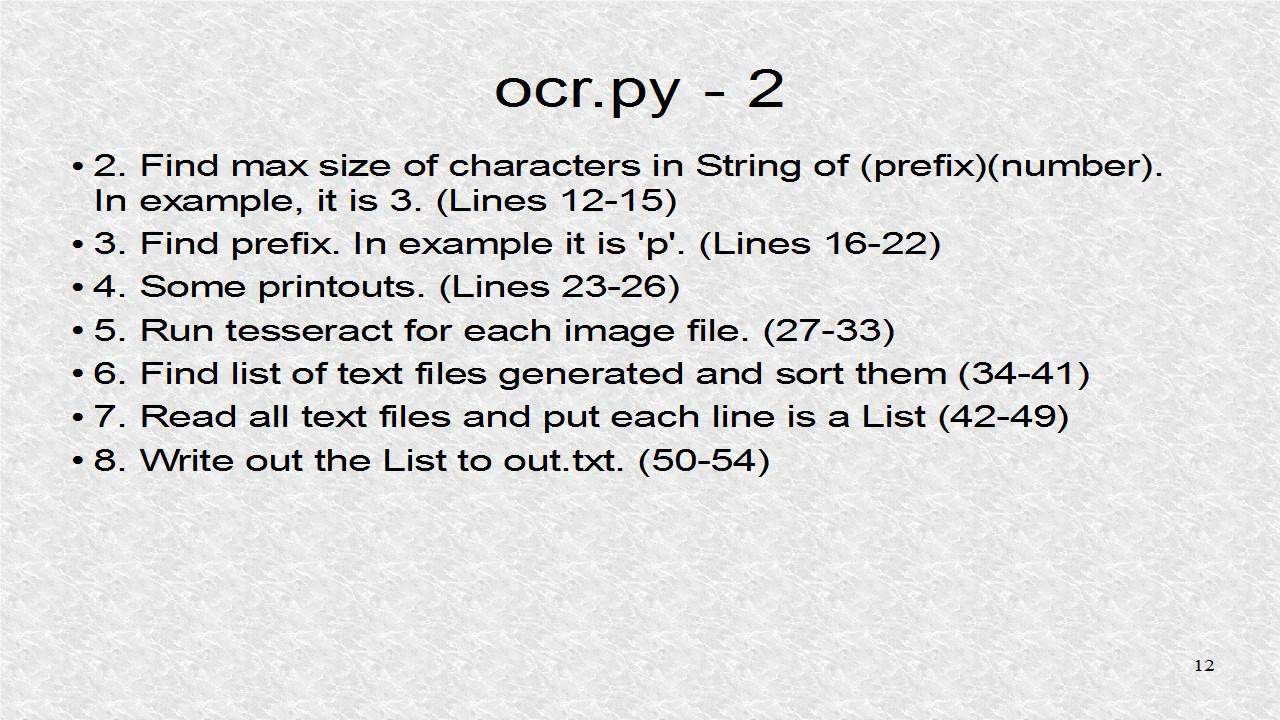 ocr.py - 2
• 2. Find max size of characters in String of (prefix)(number).
In example, it is 3. (Lines 12-15)
• 3. Find prefix. In example it is 'p'. (Lines 16-22)
• 4. Some printouts. (Lines 23-26)
• 5. Run tesseract for each image file. (27-33)
• 6. Find list of text files generated and sort them (34-41)
• 7. Read all text files and put each line is a List (42-49)
• 8. Write out the List to out.txt. (50-54)
12